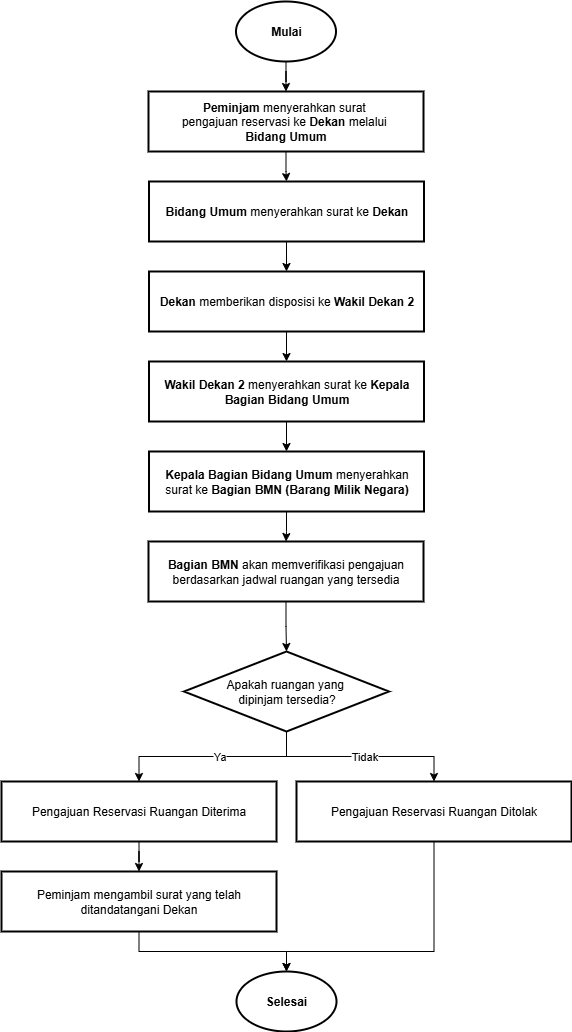 Mulai
Peminjam menyerahkan surat
pengajuan reservasi ke Dekan melalui
Bidang Umum
Bidang Umum menyerahkan surat ke Dekan
Dekan memberikan disposisi ke Wakil Dekan 2
Wakil Dekan 2 menyerahkan surat ke Kepala
Bagian Bidang Umum
Kepala Bagian Bidang Umum menyerahkan
surat ke Bagian BMN (Barang Milik Negara)
Bagian BMN akan memverifikasi pengajuan
berdasarkan jadwal ruangan yang tersedia
Apakah ruangan yang
dipinjam tersedia?
Ya
Tidak
Pengajuan Reservasi Ruangan Diterima
Pengajuan Reservasi Ruangan Ditolak
Peminjam mengambil surat yang telah
ditandatangani Dekan
Selesai